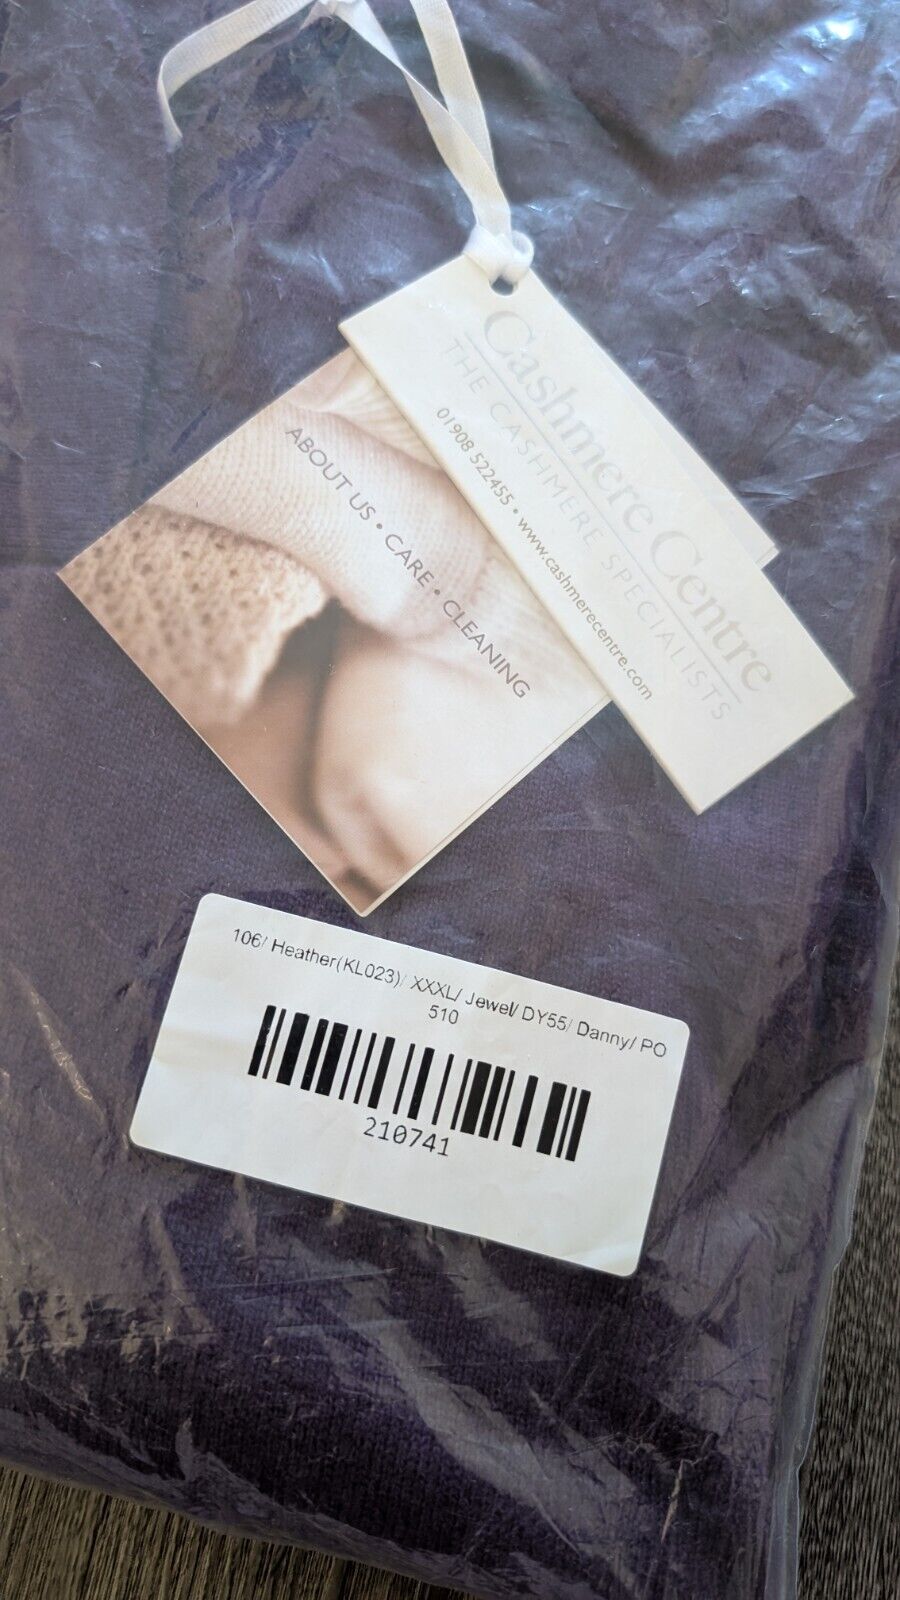 Cashmere Centre
THE CASHMERE SPECIALISTS
01908 522455 • www.cashmerecentre.com
ABOUT US • CARE • CLEANING
106/ Heather(KL023)/ XXXL/ Jewel/ DY55/ Danny/ PO
510
210741